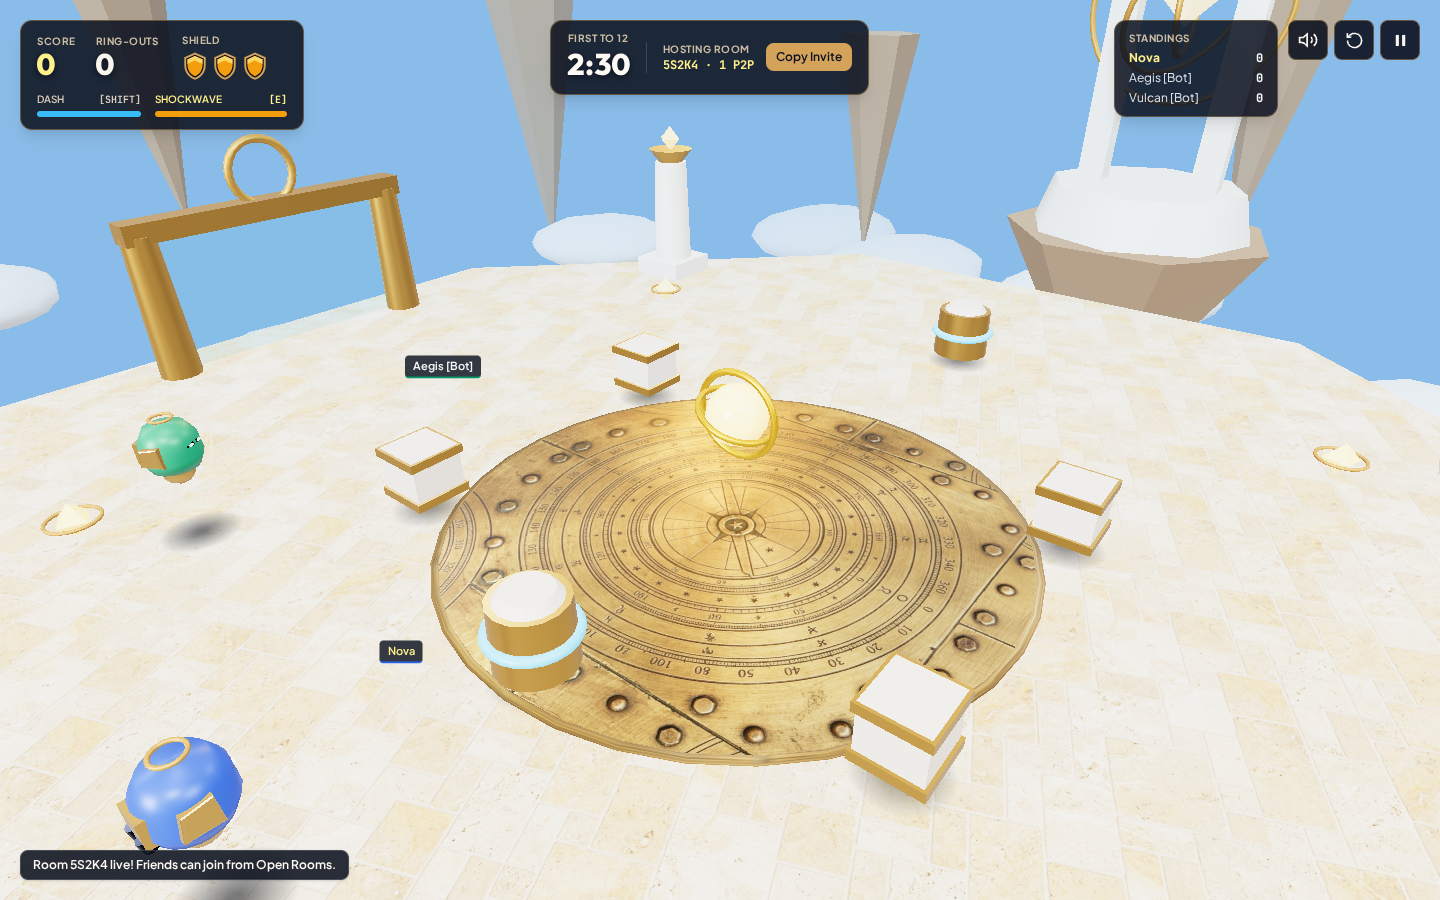 SCORE
RING-OUTS
SHIELD
0
0
DASH
[SHIFT]
SHOCKWAVE
[E]
FIRST TO 12
2:30
HOSTING ROOM
5S2K4 · 1 P2P
Copy Invite
STANDINGS
Nova 0
Aegis [Bot] 0
Vulcan [Bot] 0
Aegis [Bot]
Nova
Room 5S2K4 live! Friends can join from Open Rooms.